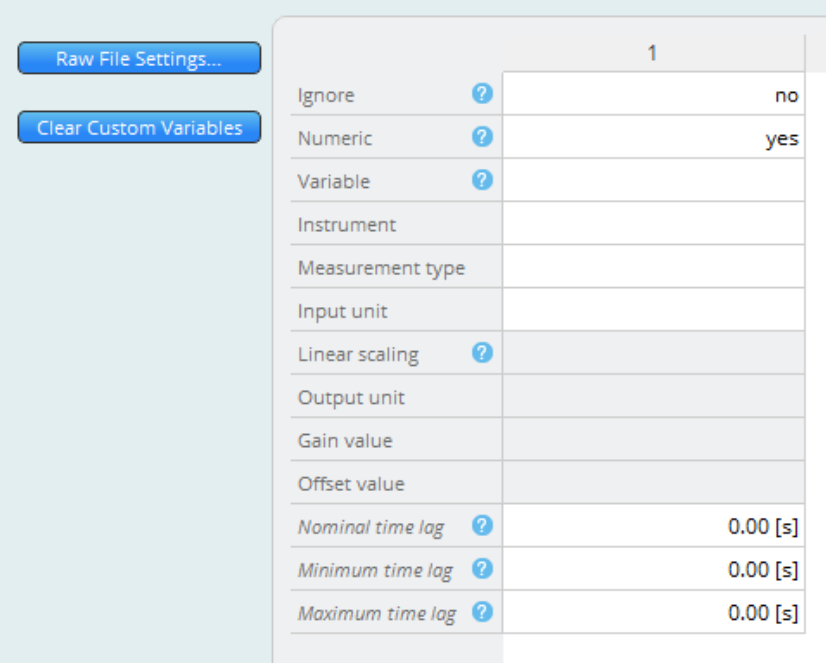 Raw File Settings...
Clear Custom Variables
1
Ignore ? no
Numeric ? yes
Variable ?
Instrument
Measurement type
Input unit
Linear scaling ?
Output unit
Gain value
Offset value
Nominal time lag ? 0.00 [s]
Minimum time lag ? 0.00 [s]
Maximum time lag ? 0.00 [s]